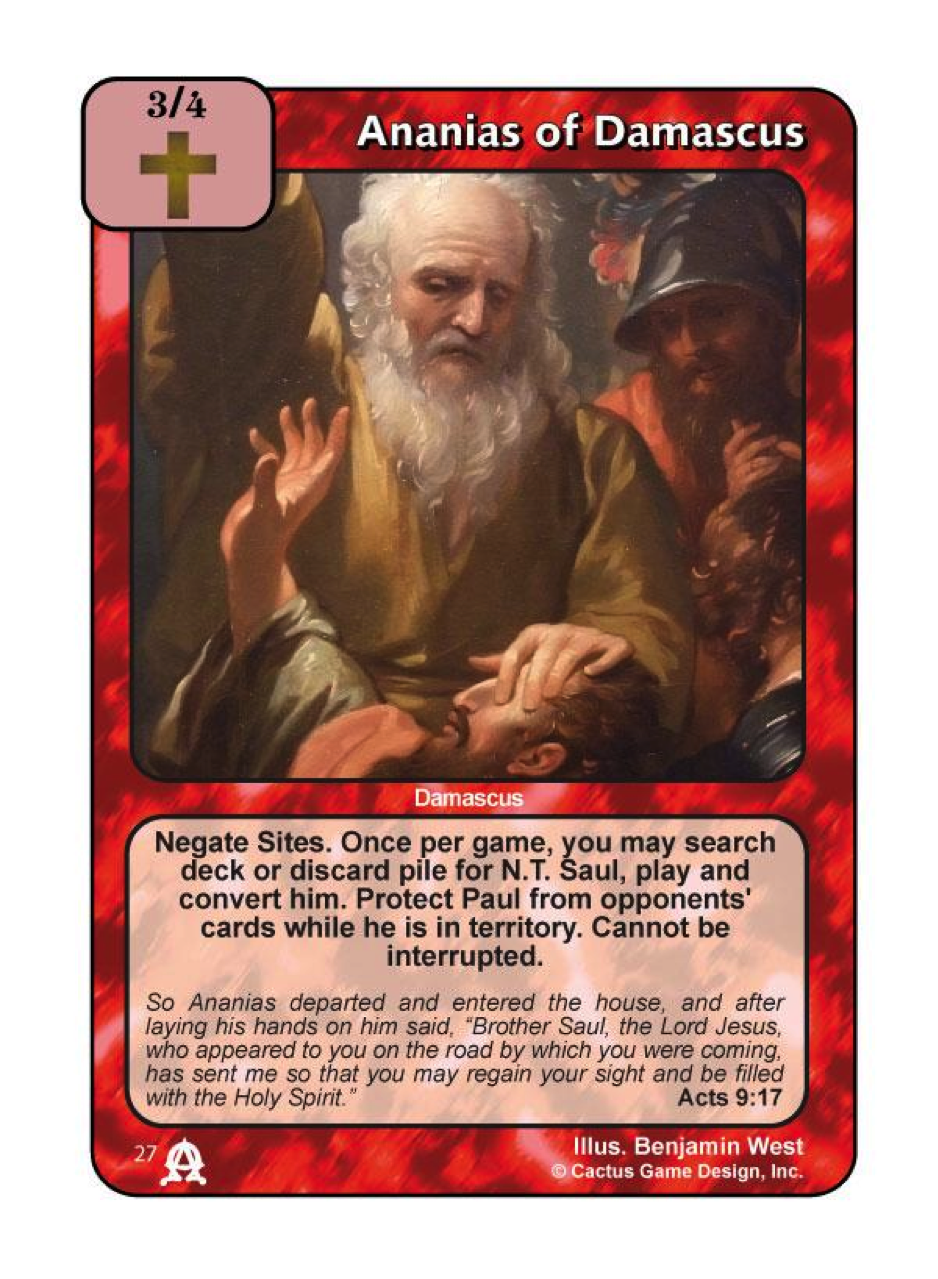 3/4
Ananias of Damascus
Damascus
Negate Sites. Once per game, you may search
deck or discard pile for N.T. Saul, play and
convert him. Protect Paul from opponents'
cards while he is in territory. Cannot be
interrupted.
So Ananias departed and entered the house, and after
laying his hands on him said, “Brother Saul, the Lord Jesus,
who appeared to you on the road by which you were coming,
has sent me so that you may regain your sight and be filled
with the Holy Spirit.” Acts 9:17
27
Illus. Benjamin West
© Cactus Game Design, Inc.